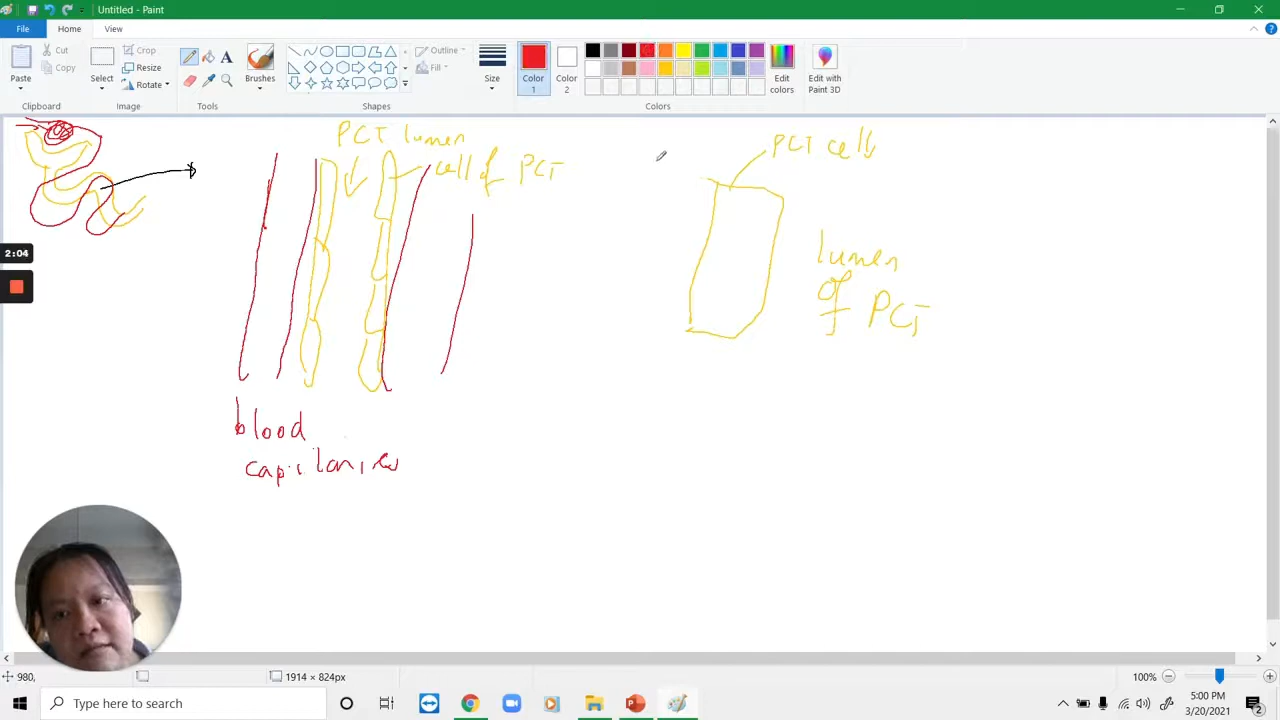 Untitled - Paint
File
Home
View
Paste
Cut
Copy
Clipboard
Select
Crop
Resize
Rotate
Image
A
Tools
Brushes
Outline
Fill
Shapes
Size
Color
1
Color
2
Edit
colors
Colors
Edit with
Paint 3D
PCT lumen
cell of PCT
PCT cell
lumen
of
PCT
blood
capilaries
2:04
980,
1914 × 824px
100%
Type here to search
5:00 PM
3/20/2021
2